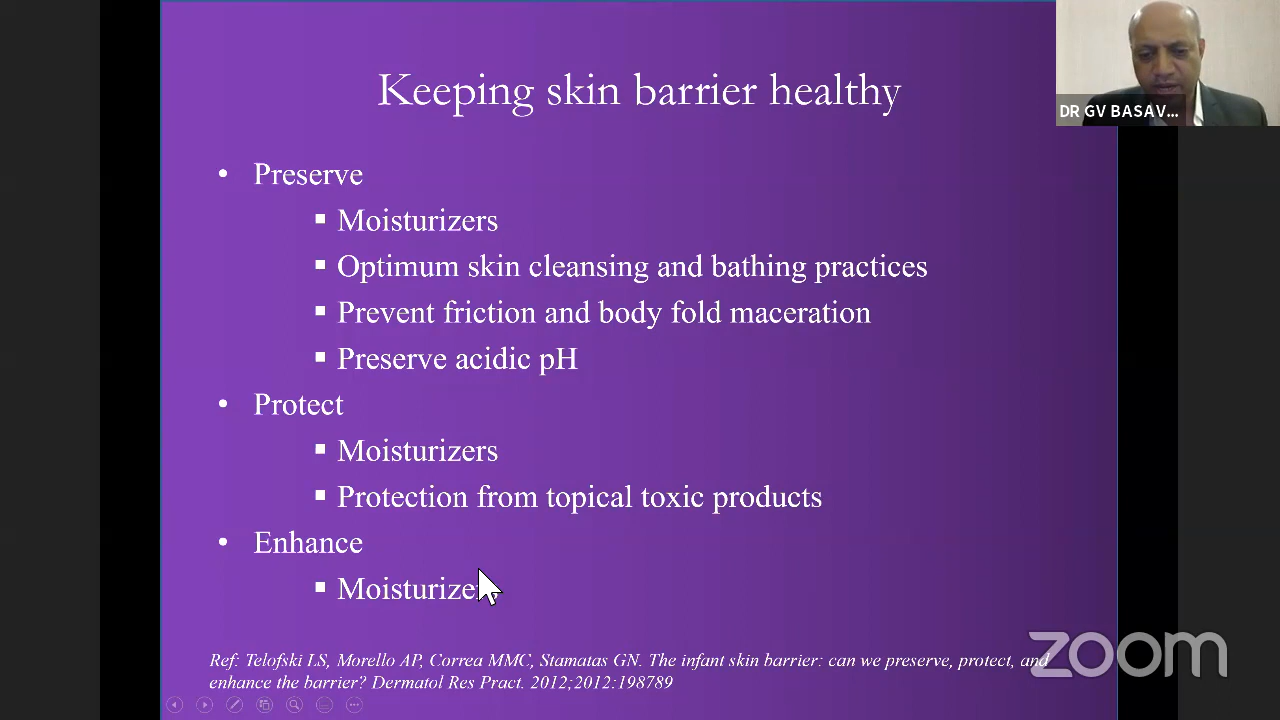 Keeping skin barrier healthy
DR GV BASAV...
• Preserve
▪ Moisturizers
▪ Optimum skin cleansing and bathing practices
▪ Prevent friction and body fold maceration
▪ Preserve acidic pH
• Protect
▪ Moisturizers
▪ Protection from topical toxic products
• Enhance
▪ Moisturizers
Ref: Telofski LS, Morello AP, Correa MMC, Stamatas GN. The infant skin barrier: can we preserve, protect, and
enhance the barrier? Dermatol Res Pract. 2012;2012:198789
zoom